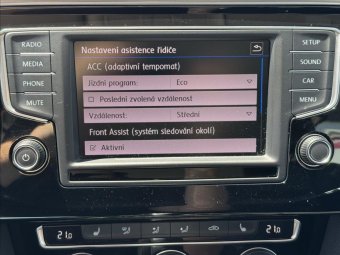 Nastavení asistence řidiče
RADIO
SETUP
ACC (adaptivní tempomat)
MEDIA
SOUND
Jízdní program: Eco
PHONE
CAR
Poslední zvolená vzdálenost
MUTE
MENU
Vzdálenost: Střední
Front Assist (systém sledování okolí)
Aktivní
21.0
21.0